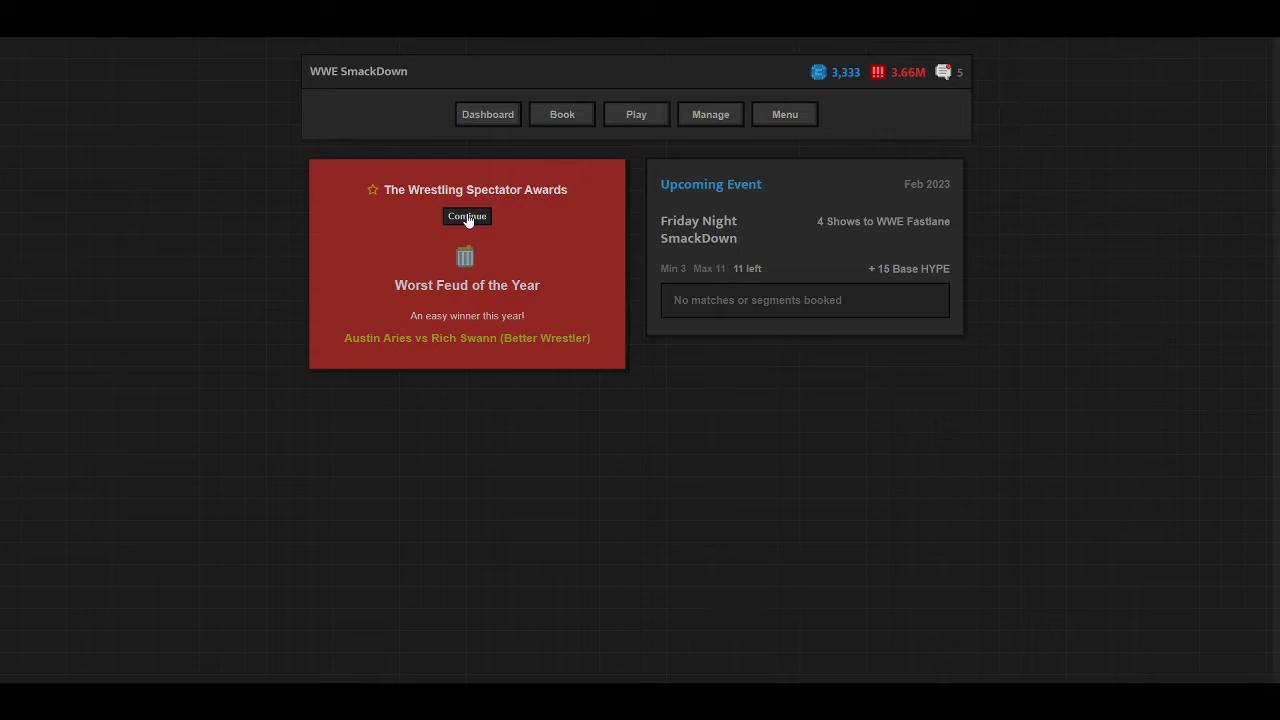 WWE SmackDown
3,333
3.66M
5
Dashboard
Book
Play
Manage
Menu
The Wrestling Spectator Awards
Continue
Worst Feud of the Year
An easy winner this year!
Austin Aries vs Rich Swann (Better Wrestler)
Upcoming Event
Feb 2023
Friday Night
SmackDown
4 Shows to WWE Fastlane
Min 3 Max 11 11 left
+ 15 Base HYPE
No matches or segments booked